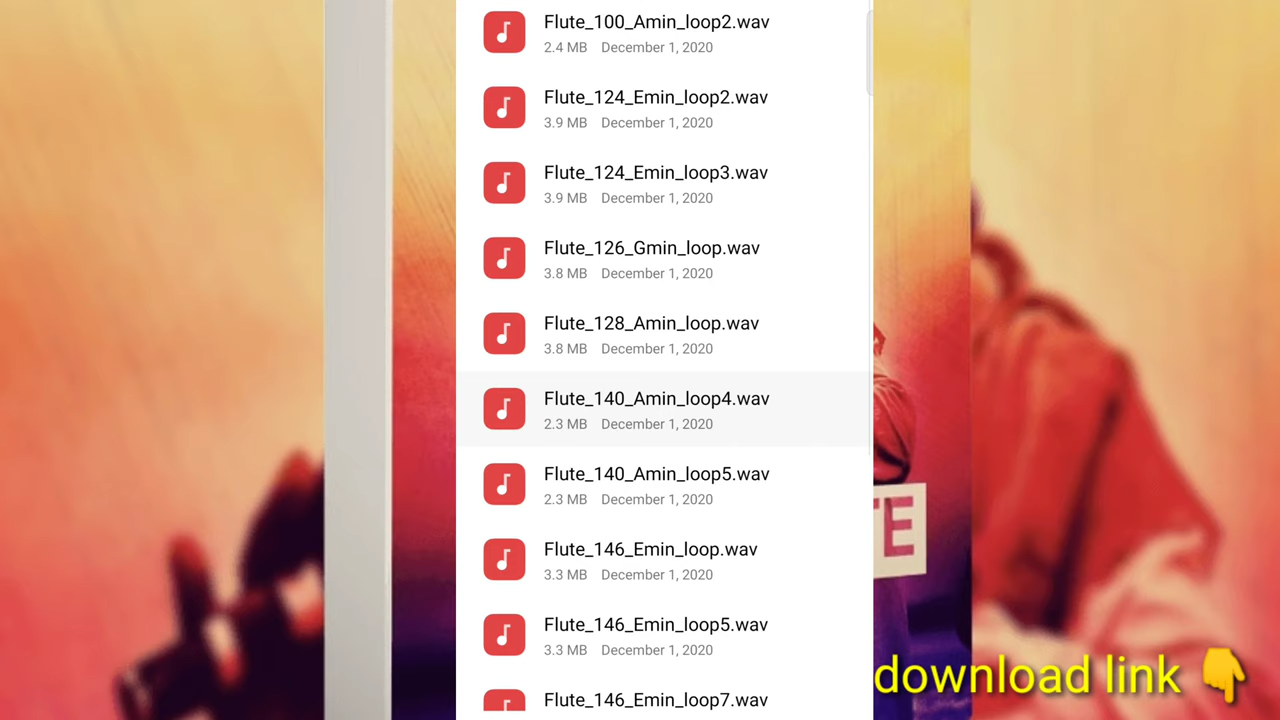 Flute_100_Amin_loop2.wav
2.4 MB December 1, 2020
Flute_124_Emin_loop2.wav
3.9 MB December 1, 2020
Flute_124_Emin_loop3.wav
3.9 MB December 1, 2020
Flute_126_Gmin_loop.wav
3.8 MB December 1, 2020
Flute_128_Amin_loop.wav
3.8 MB December 1, 2020
Flute_140_Amin_loop4.wav
2.3 MB December 1, 2020
Flute_140_Amin_loop5.wav
2.3 MB December 1, 2020
Flute_146_Emin_loop.wav
3.3 MB December 1, 2020
Flute_146_Emin_loop5.wav
3.3 MB December 1, 2020
Flute_146_Emin_loop7.wav
TE
download link 👇